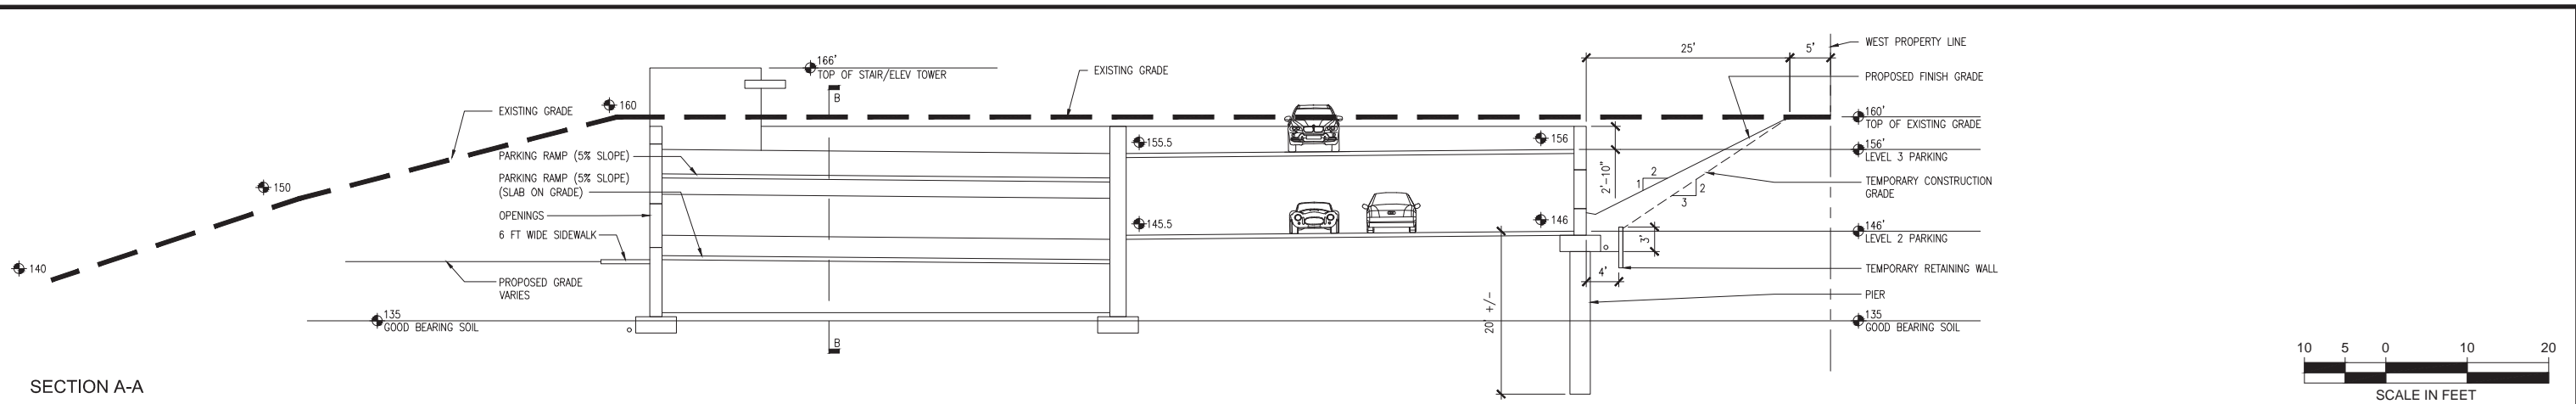 25'
5'
WEST PROPERTY LINE
166'
TOP OF STAIR/ELEV TOWER
EXISTING GRADE
PROPOSED FINISH GRADE
B
160
EXISTING GRADE
160'
TOP OF EXISTING GRADE
155.5
156
156'
LEVEL 3 PARKING
PARKING RAMP (5% SLOPE)
PARKING RAMP (5% SLOPE)
(SLAB ON GRADE)
2'-10"
2
1
2
3
TEMPORARY CONSTRUCTION
GRADE
150
OPENINGS
145.5
146
146'
LEVEL 2 PARKING
6 FT WIDE SIDEWALK
3'
140
4'
TEMPORARY RETAINING WALL
PROPOSED GRADE
VARIES
PIER
20' +/-
135
GOOD BEARING SOIL
135
GOOD BEARING SOIL
B
SECTION A-A
10 5 0 10 20
SCALE IN FEET